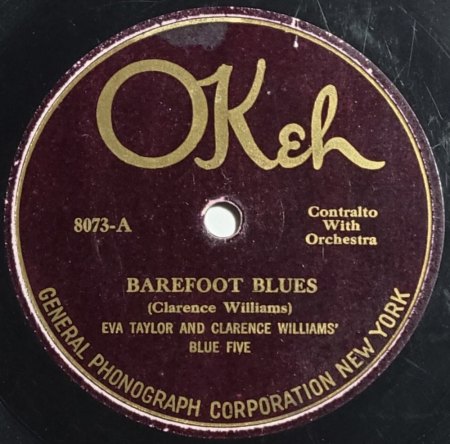 OKeh
8073-A
Contralto
With
Orchestra
BAREFOOT BLUES
(Clarence Williams)
EVA TAYLOR AND CLARENCE WILLIAMS'
BLUE FIVE
GENERAL PHONOGRAPH CORPORATION NEW YORK